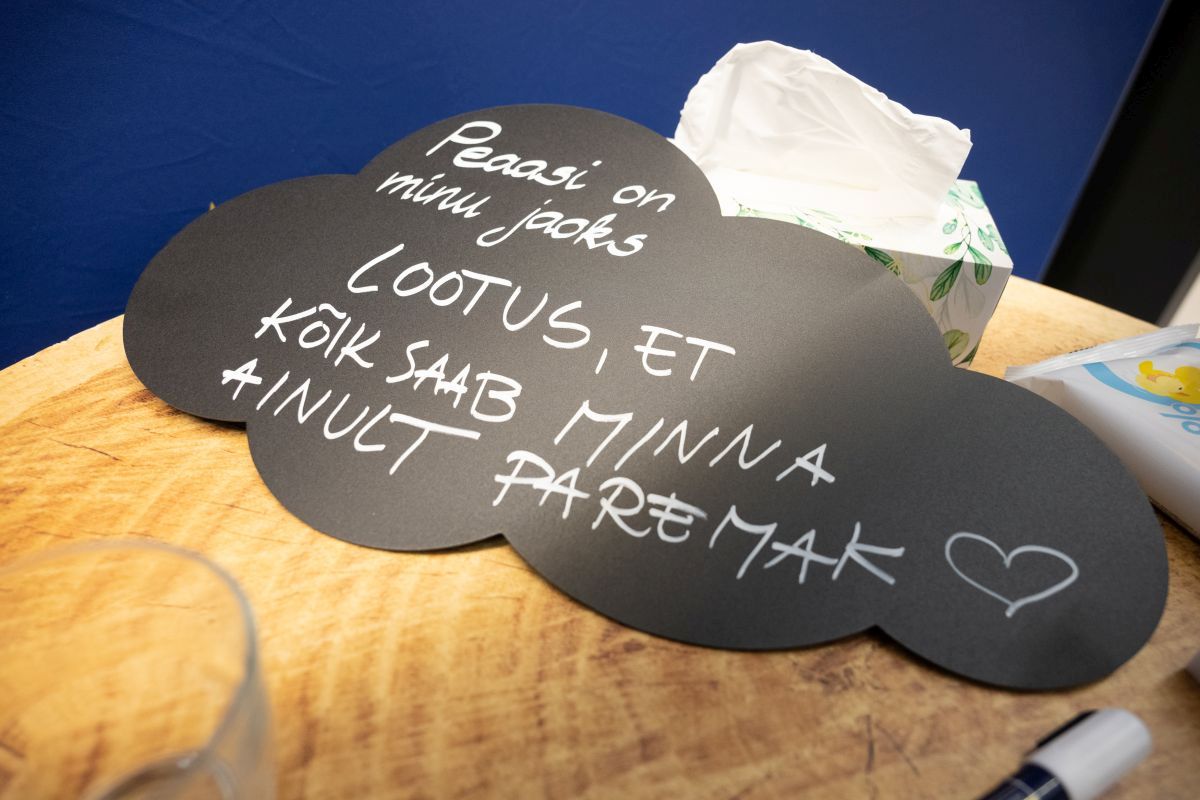 Peaasi on
minu jaoks
LOOTUS, ET
KÕIK SAAB MINNA
AINULT PAREMAK